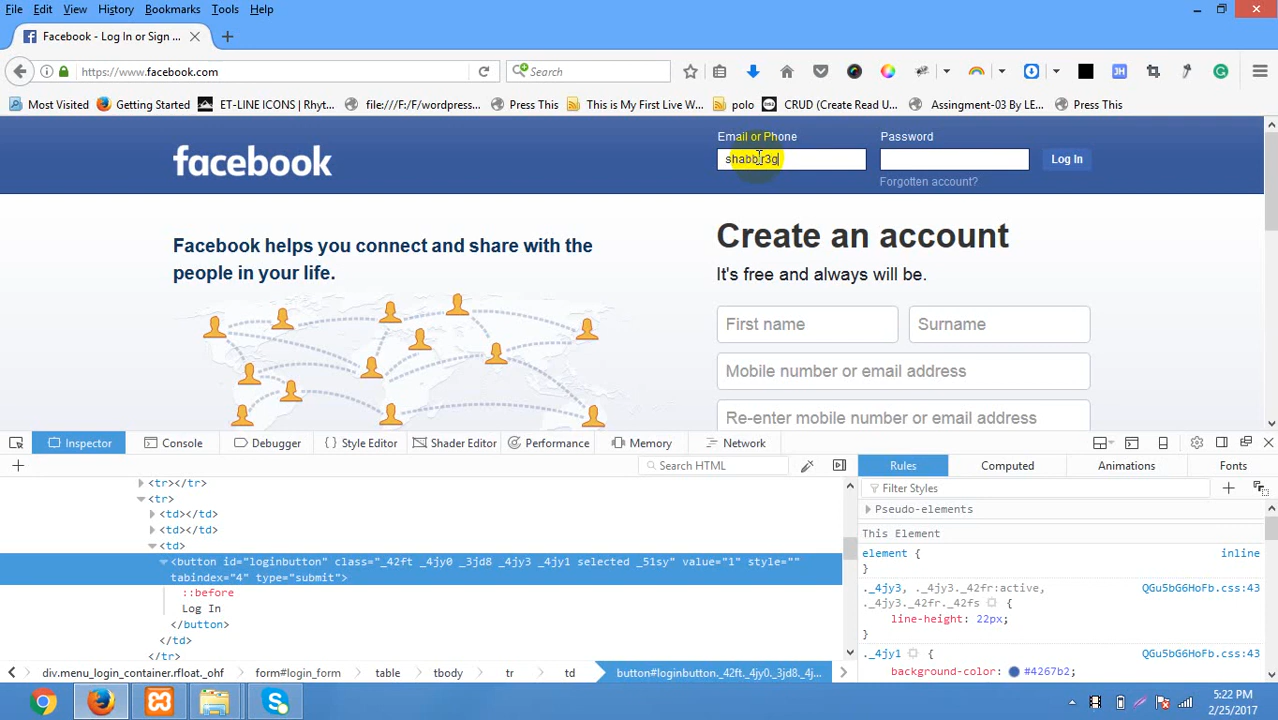 File Edit View History Bookmarks Tools Help
Facebook - Log In or Sign ...
https://www.facebook.com
Search
Most Visited Getting Started ET-LINE ICONS | Rhyt... file:///F:/F/wordpress... Press This This is My First Live W... polo CRUD (Create Read U... Assingment-03 By LE... Press This
Email or Phone Password
facebook
Log In
Forgotten account?
Facebook helps you connect and share with the
people in your life.
Create an account
It's free and always will be.
First name Surname
Mobile number or email address
Re-enter mobile number or email address
Inspector Console Debugger Style Editor Shader Editor Performance Memory Network
Search HTML
Rules Computed Animations Fonts
Filter Styles
Pseudo-elements
This Element
<tr></tr>
<tr>
<td></td>
<td></td>
<td>
<button id="loginbutton" class="_42ft _4jy0 _3jd8 _4jy3 _4jy1 selected _51sy" value="1" style=""
tabindex="4" type="submit">
::before
Log In
</button>
</td>
</tr>
element { inline
}
._4jy3, ._4jy3._42fr:active, QGu5bG6HoFb.css:43
._4jy3._42fr._42fs {
line-height: 22px;
}
._4jy1 { QGu5bG6HoFb.css:43
background-color: #4267b2;
div.menu_login_container.rfloat._ohf form#login_form table tbody tr td button#loginbutton._42ft._4jy0._3jd8._4j...
5:22 PM
2/25/2017